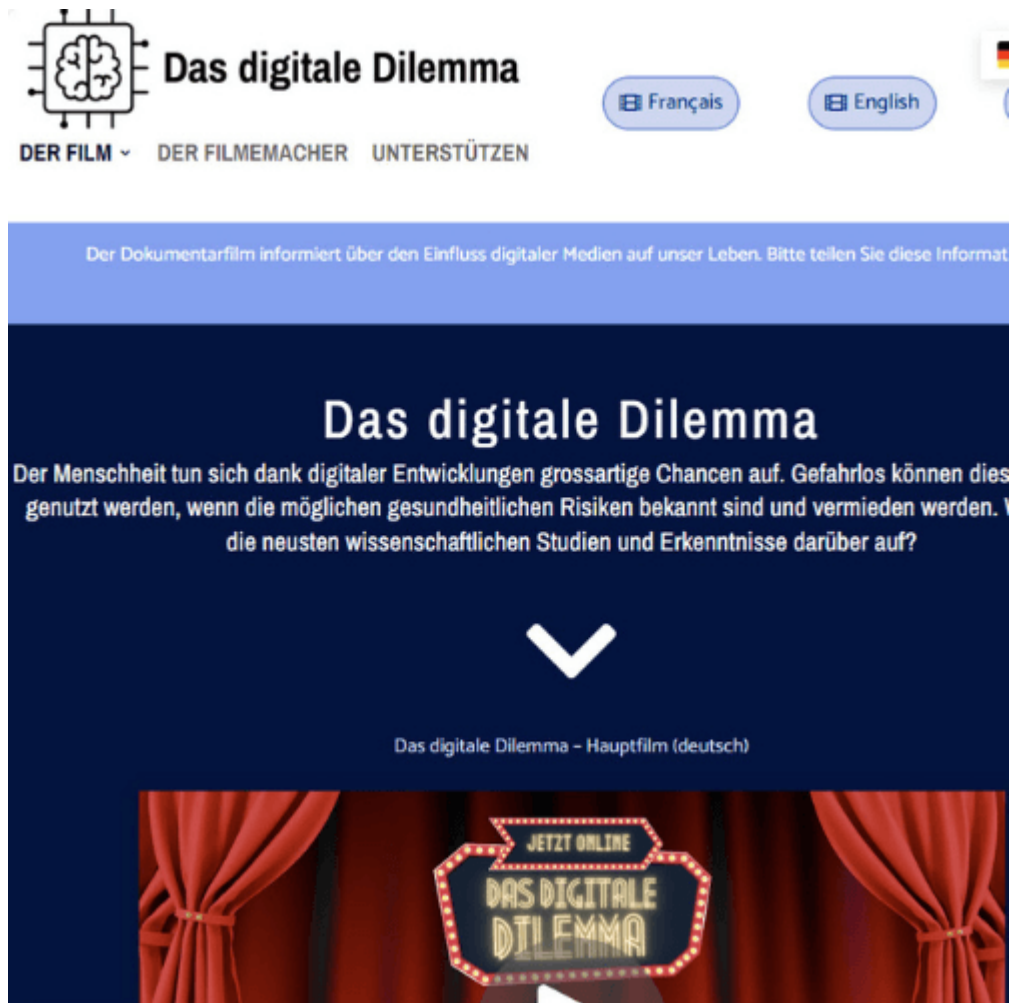 Das digitale Dilemma
Français
English
DER FILM
DER FILMEMACHER
UNTERSTÜTZEN
Der Dokumentarfilm informiert über den Einfluss digitaler Medien auf unser Leben. Bitte teilen Sie diese Informat
Das digitale Dilemma
Der Menschheit tun sich dank digitaler Entwicklungen grossartige Chancen auf. Gefahrlos können dies
genutzt werden, wenn die möglichen gesundheitlichen Risiken bekannt sind und vermieden werden.
die neusten wissenschaftlichen Studien und Erkenntnisse darüber auf?
Das digitale Dilemma – Hauptfilm (deutsch)
JETZT ONLINE
DAS DIGITALE
DILEMMA